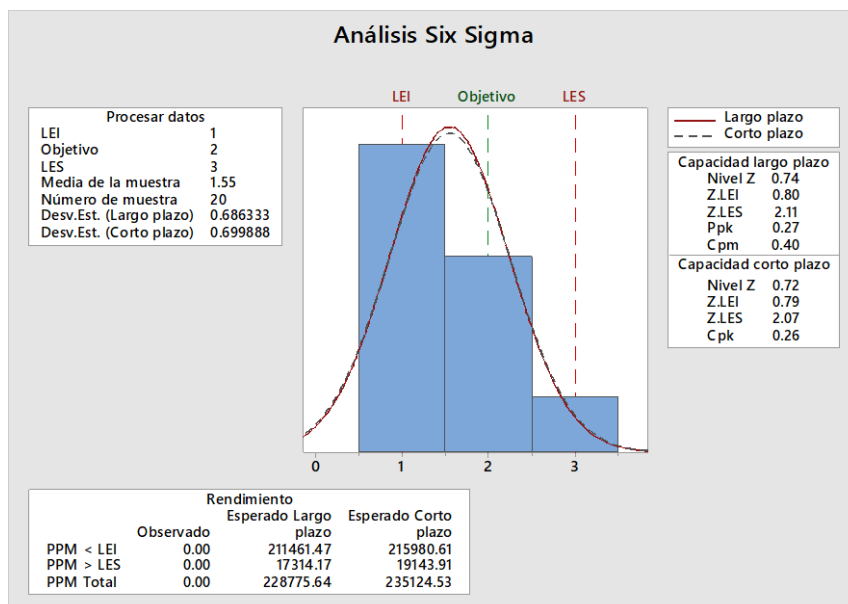 Análisis Six Sigma
Procesar datos
LEI 1
Objetivo 2
LES 3
Media de la muestra 1.55
Número de muestra 20
Desv.Est. (Largo plazo) 0.686333
Desv.Est. (Corto plazo) 0.699888
LEI Objetivo LES
0 1 2 3
Largo plazo
Corto plazo
Capacidad largo plazo
Nivel Z 0.74
Z.LEI 0.80
Z.LES 2.11
Ppk 0.27
Cpm 0.40
Capacidad corto plazo
Nivel Z 0.72
Z.LEI 0.79
Z.LES 2.07
Cpk 0.26
Rendimiento
Esperado Largo Esperado Corto
Observado plazo plazo
PPM < LEI 0.00 211461.47 215980.61
PPM > LES 0.00 17314.17 19143.91
PPM Total 0.00 228775.64 235124.53